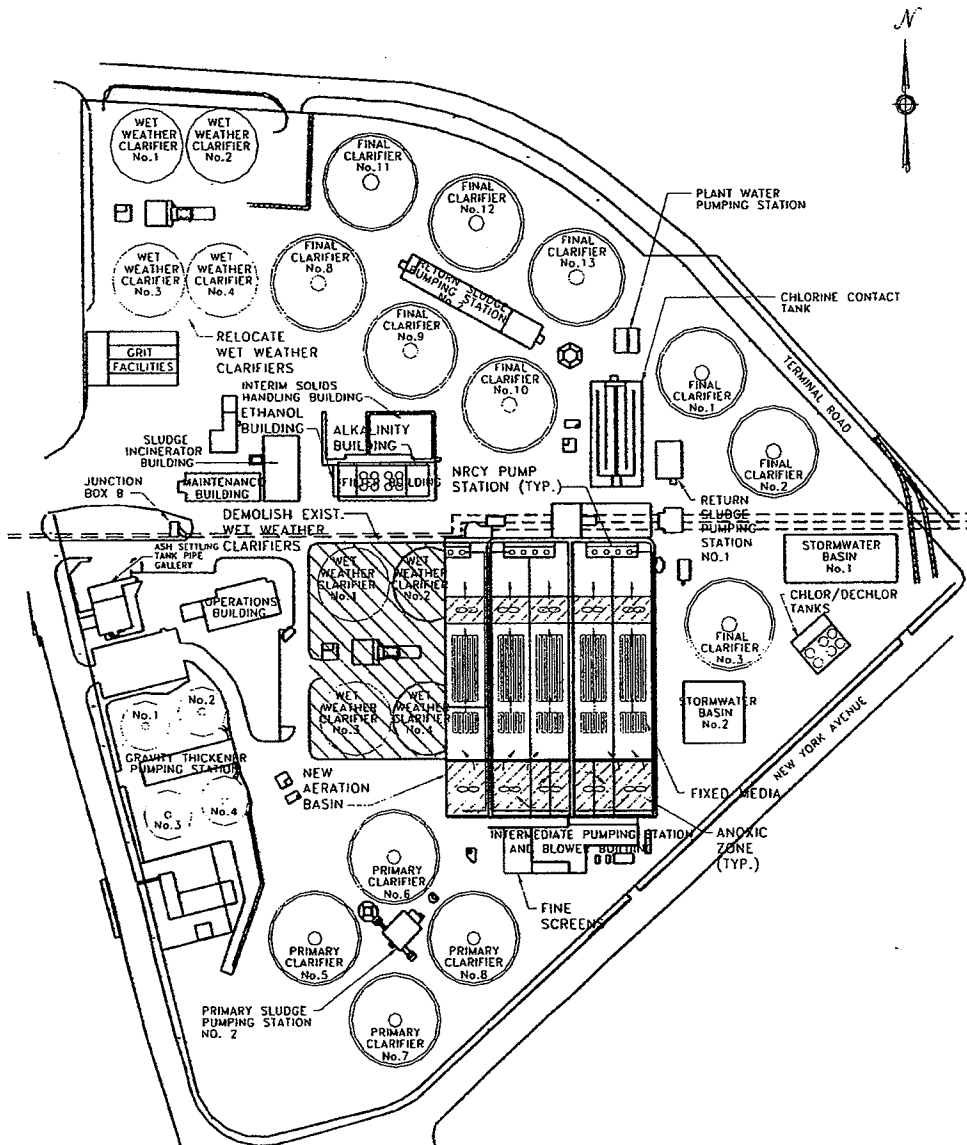 N
WET
WEATHER
CLARIFIER
No.1
WET
WEATHER
CLARIFIER
No.2
FINAL
CLARIFIER
No.11
FINAL
CLARIFIER
No.12
PLANT WATER
PUMPING STATION
WET
WEATHER
CLARIFIER
No.3
WET
WEATHER
CLARIFIER
No.4
FINAL
CLARIFIER
No.8
RETURN SLUDGE
PUMPING STATION
No. 2
FINAL
CLARIFIER
No.13
CHLORINE CONTACT
TANK
RELOCATE
WET WEATHER
CLARIFIERS
GRIT
FACILITIES
FINAL
CLARIFIER
No.9
FINAL
CLARIFIER
No.10
FINAL
CLARIFIER
No.1
TERMINAL ROAD
INTERIM SOLIDS
HANDLING BUILDING
ETHANOL
BUILDING
ALKALINITY
BUILDING
FINAL
CLARIFIER
No.2
SLUDGE
INCINERATOR
BUILDING
MAINTENANCE
BUILDING
BUILDING
NRCY PUMP
STATION (TYP.)
JUNCTION
BOX 8
RETURN
SLUDGE
PUMPING
STATION
NO.1
DEMOLISH EXIST.
WET WEATHER
CLARIFIERS
ASH SETTLING
TANK PIPE
GALLERY
STORMWATER
BASIN
No.1
OPERATIONS
BUILDING
WET
WEATHER
CLARIFIER
No.1
WET
WEATHER
CLARIFIER
No.2
CHLOR/DECHLOR
TANKS
FINAL
CLARIFIER
No.3
WET
WEATHER
CLARIFIER
No.3
WET
WEATHER
CLARIFIER
No.4
STORMWATER
BASIN
No.2
No.1
No.2
GRAVITY THICKENER
PUMPING STATION
No.3
No.4
NEW
AERATION
BASIN
FIXED MEDIA
NEW YORK AVENUE
INTERMEDIATE PUMPING STATION
AND BLOWER BUILDING
ANOXIC
ZONE
(TYP.)
PRIMARY
CLARIFIER
No.6
FINE
SCREENS
PRIMARY
CLARIFIER
No.5
PRIMARY
CLARIFIER
No.8
PRIMARY SLUDGE
PUMPING STATION
NO. 2
PRIMARY
CLARIFIER
No.7